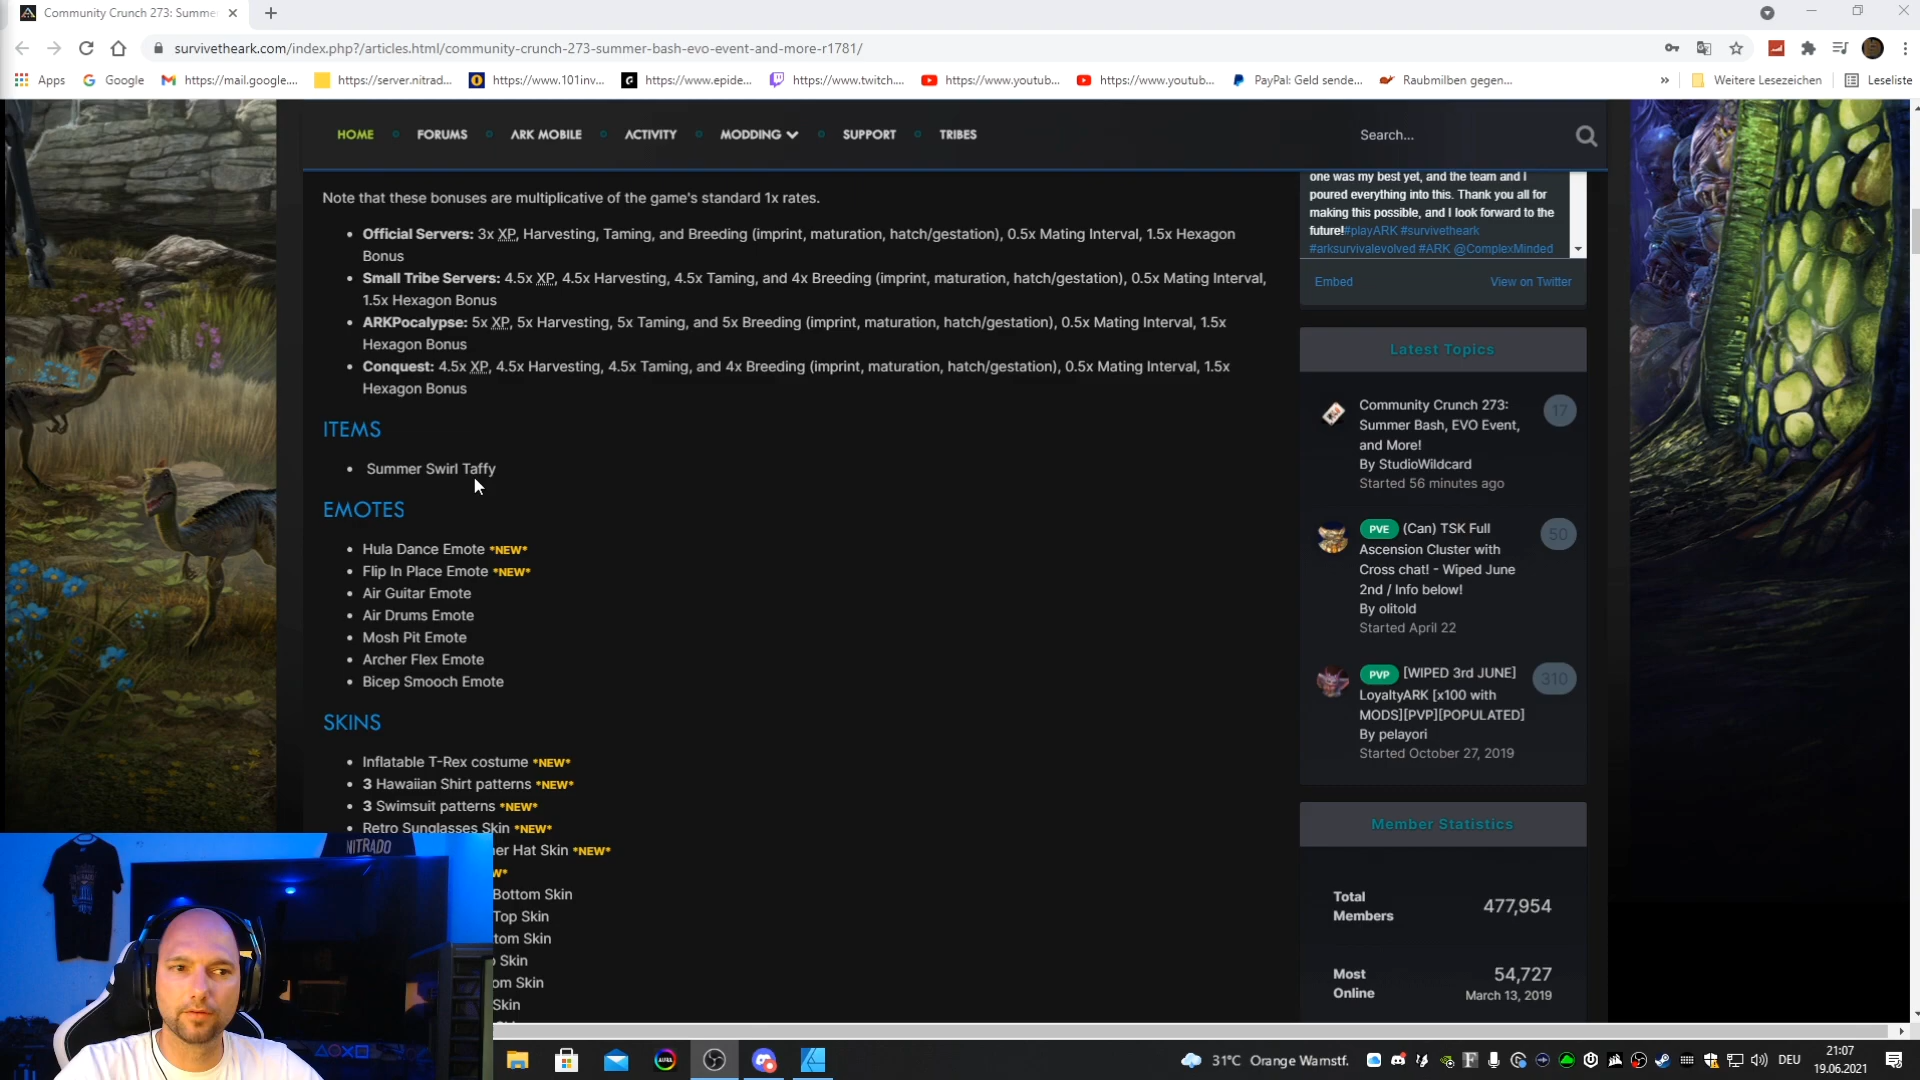 Community Crunch 273: Summe
survivetheark.com/index.php?/articles.html/community-crunch-273-summer-bash-evo-event-and-more-r1781/
Apps
Google
https://mail.google....
https://server.nitrad...
https://www.101inv...
https://www.epide...
https://www.twitch....
https://www.youtub...
https://www.youtub...
PayPal: Geld sende...
Raubmilben gegen...
»
Weitere Lesezeichen
Leseliste
HOME
FORUMS
ARK MOBILE
ACTIVITY
MODDING
SUPPORT
TRIBES
Search...
Note that these bonuses are multiplicative of the game's standard 1x rates.
Official Servers: 3x XP, Harvesting, Taming, and Breeding (imprint, maturation, hatch/gestation), 0.5x Mating Interval, 1.5x Hexagon
Bonus
Small Tribe Servers: 4.5x XP, 4.5x Harvesting, 4.5x Taming, and 4x Breeding (imprint, maturation, hatch/gestation), 0.5x Mating Interval,
1.5x Hexagon Bonus
ARKPocalypse: 5x XP, 5x Harvesting, 5x Taming, and 5x Breeding (imprint, maturation, hatch/gestation), 0.5x Mating Interval, 1.5x
Hexagon Bonus
Conquest: 4.5x XP, 4.5x Harvesting, 4.5x Taming, and 4x Breeding (imprint, maturation, hatch/gestation), 0.5x Mating Interval, 1.5x
Hexagon Bonus
ITEMS
Summer Swirl Taffy
EMOTES
Hula Dance Emote *NEW*
Flip In Place Emote *NEW*
Air Guitar Emote
Air Drums Emote
Mosh Pit Emote
Archer Flex Emote
Bicep Smooch Emote
SKINS
Inflatable T-Rex costume *NEW*
3 Hawaiian Shirt patterns *NEW*
3 Swimsuit patterns *NEW*
Retro Sunglasses Skin *NEW*
er Hat Skin *NEW*
w*
Bottom Skin
Top Skin
tom Skin
Skin
om Skin
Skin
one was my best yet, and the team and I
poured everything into this. Thank you all for
making this possible, and I look forward to the
future!#playARK #survivetheark
#arksurvivalevolved #ARK @ComplexMinded
Embed
View on Twitter
Latest Topics
Community Crunch 273:
Summer Bash, EVO Event,
and More!
By StudioWildcard
Started 56 minutes ago
17
PVE (Can) TSK Full
Ascension Cluster with
Cross chat! - Wiped June
2nd / Info below!
By olitold
Started April 22
50
PVP [WIPED 3rd JUNE]
LoyaltyARK [x100 with
MODS][PVP][POPULATED]
By pelayori
Started October 27, 2019
310
Member Statistics
Total
Members
477,954
Most
Online
54,727
March 13, 2019
NITRADO
31°C Orange Warnstf.
DEU
21:07
19.06.2021